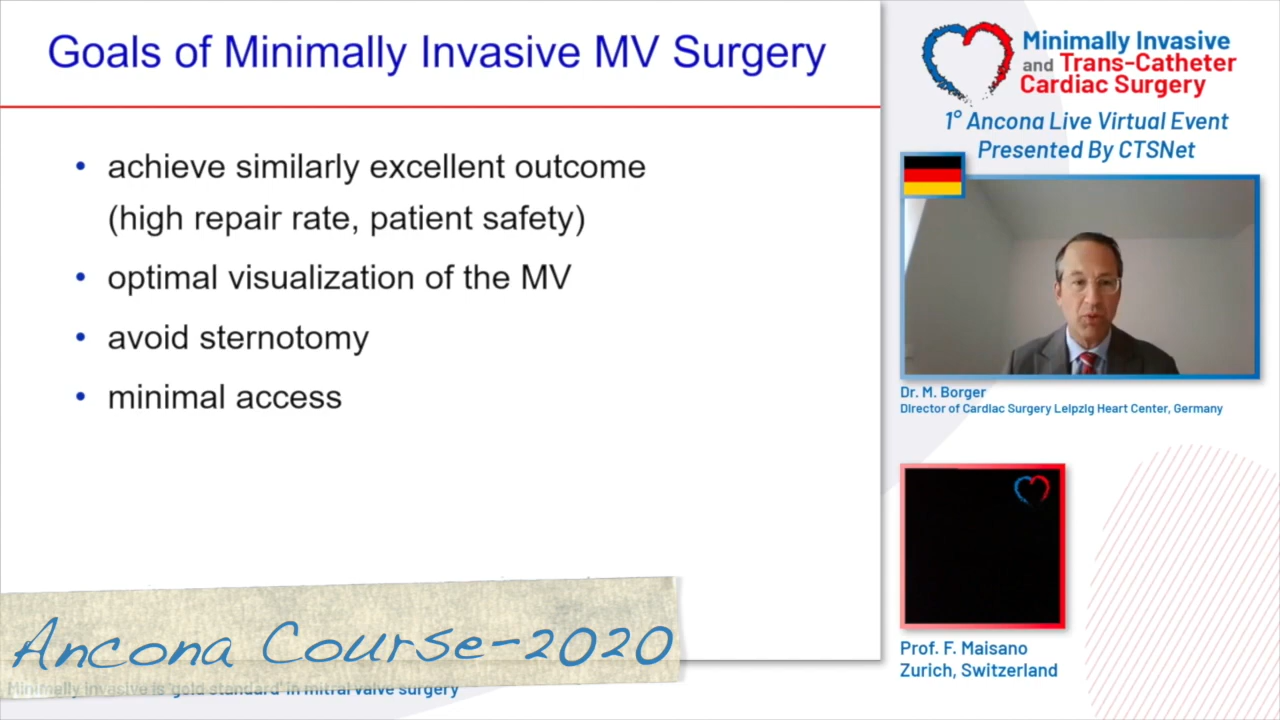 Goals of Minimally Invasive MV Surgery
• achieve similarly excellent outcome
(high repair rate, patient safety)
• optimal visualization of the MV
• avoid sternotomy
• minimal access
Ancona Course-2020
Minimally invasive is "gold standard" in mitral valve surgery
Minimally Invasive
and Trans-Catheter
Cardiac Surgery
1° Ancona Live Virtual Event
Presented By CTSNet
Dr. M. Borger
Director of Cardiac Surgery Leipzig Heart Center, Germany
Prof. F. Maisano
Zurich, Switzerland